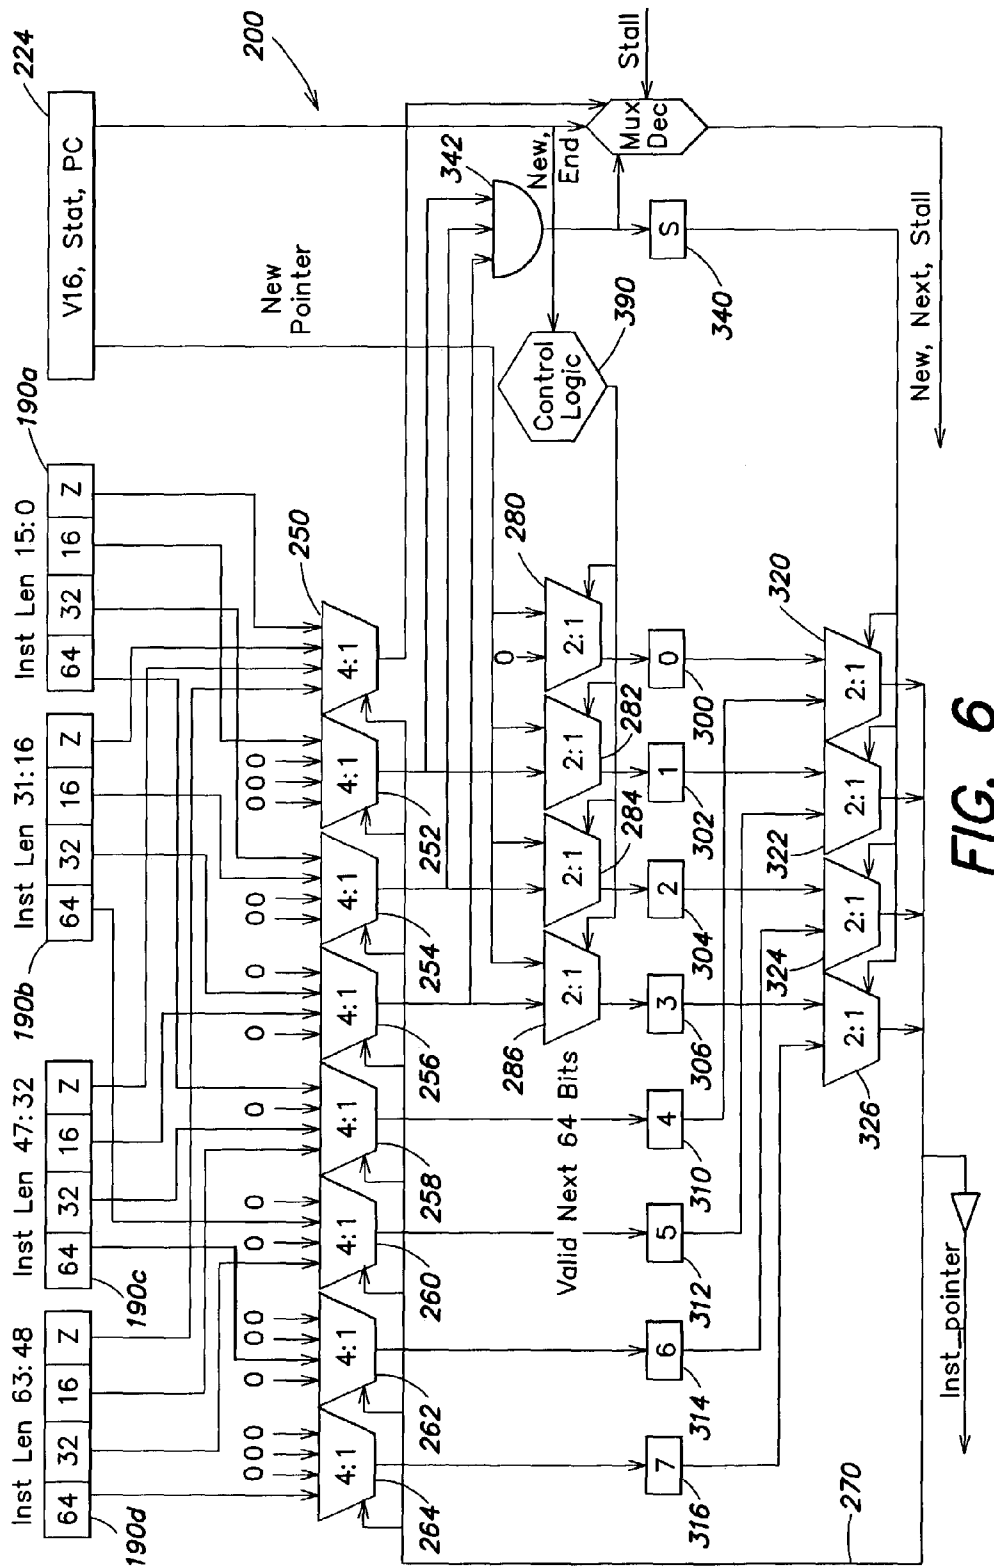 Inst Len 63:48
Inst Len 47:32
Inst Len 31:16
Inst Len 15:0
64 32 16 Z
64 32 16 Z
64 32 16 Z
64 32 16 Z
V16, Stat, PC
190d
190c
190b
190a
224
New
Pointer
200
000
0
00
0
0
0
0
0
00
00
0
250
4:1
4:1
4:1
4:1
4:1
4:1
4:1
4:1
264
262
260
258
256
254
252
342
New,
End
Control
Logic
390
Mux
Dec
Stall
0
280
2:1
2:1
2:1
2:1
286
284
282
Valid Next 64 Bits
7
6
5
4
3
2
1
0
S
316
314
312
310
306
304
302
300
340
320
2:1
2:1
2:1
2:1
326
324
322
New, Next, Stall
270
Inst_pointer
FIG. 6